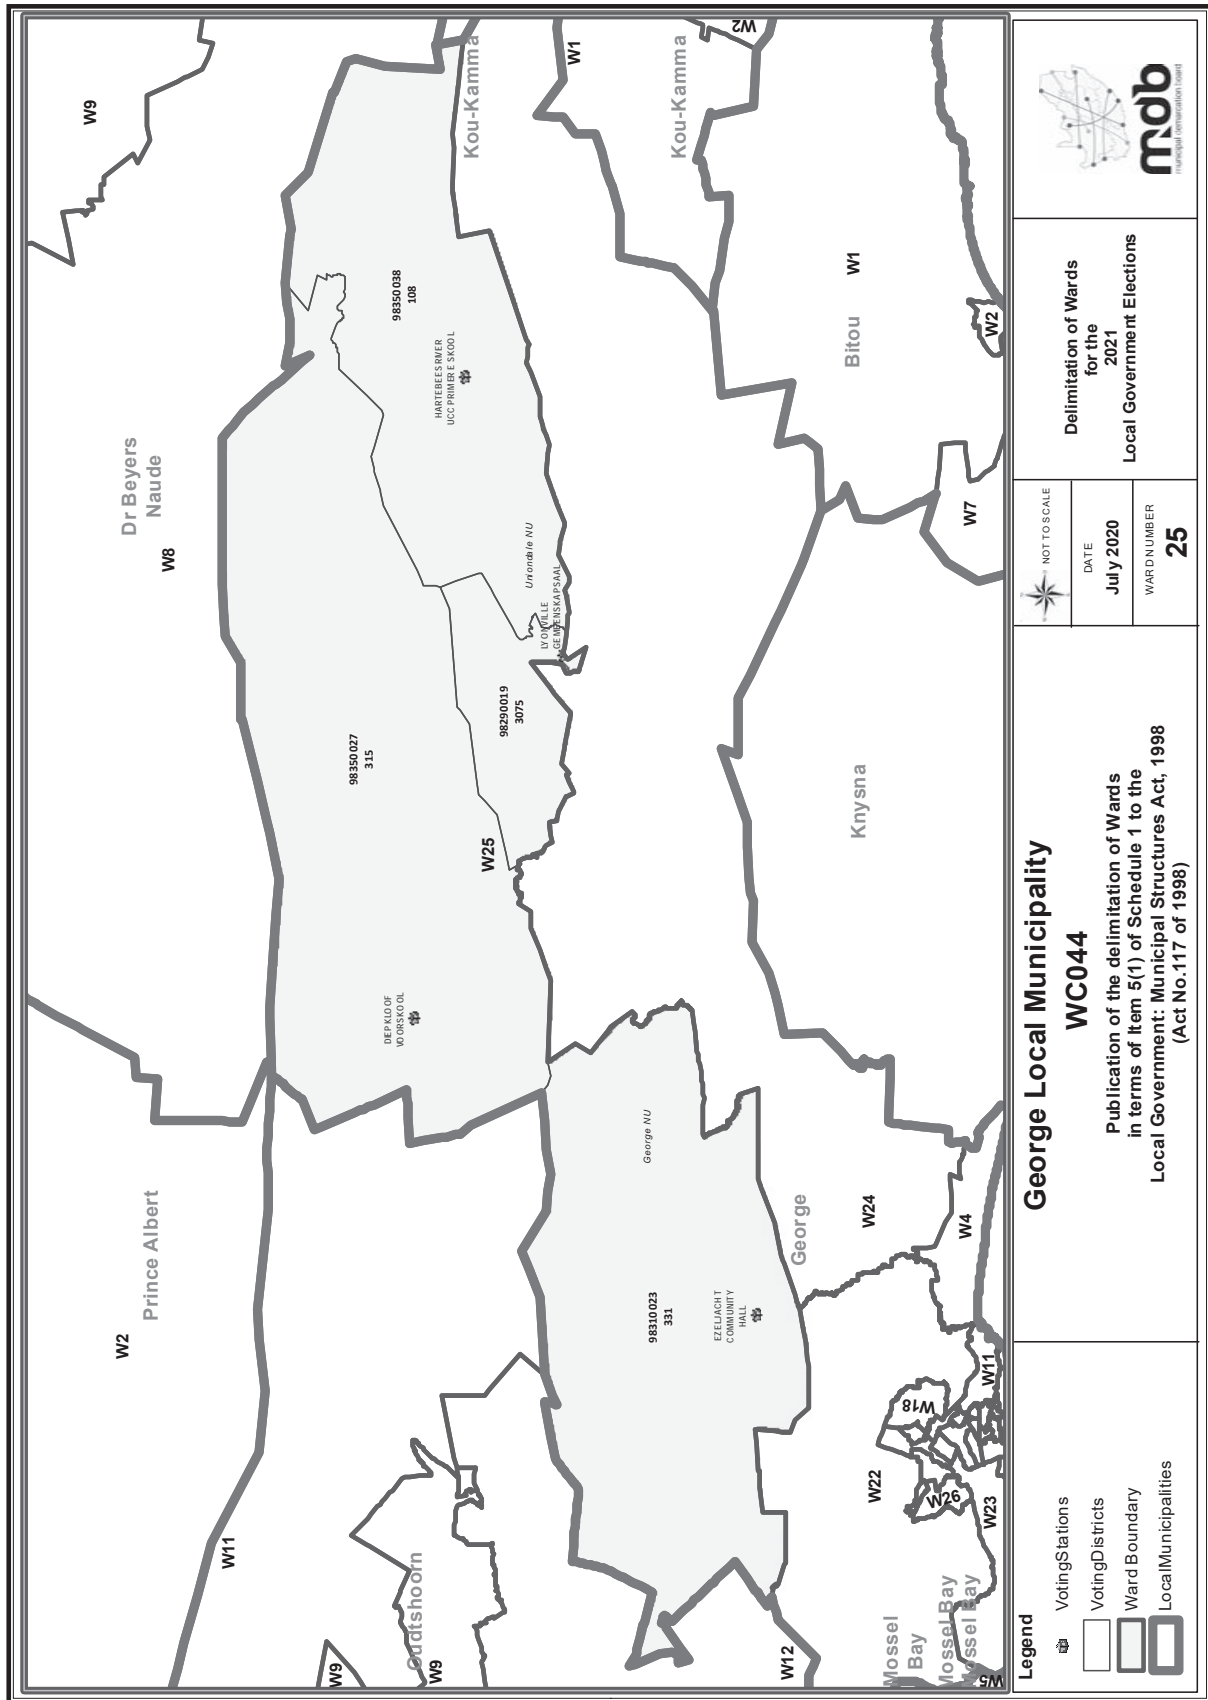 W9
Dr Beyers
Naude
W8
Prince Albert
W2
W11
Kou-Kamma
W1
W2
Kou-Kamma
98350038
108
HARTEBEESRIVER
UCC PRIMERE SKOOL
Uniondale NU
LYONVILLE
GEMEENSKAPSAAL
98350027
315
98290019
3075
W25
DIEPKLOOF
VOORSKOOL
W1
Bitou
W2
W7
Knysna
George NU
98310023
331
EZELJACHT
COMMUNITY
HALL
George
W24
W4
W11
W18
W22
W26
W23
Oudtshoorn
W9
W9
W12
Mossel
Bay
Mossel Bay
Mossel Bay
W5
Legend
VotingStations
VotingDistricts
Ward Boundary
LocalMunicipalities
George Local Municipality
WC044
Publication of the delimitation of Wards
in terms of Item 5(1) of Schedule 1 to the
Local Government: Municipal Structures Act, 1998
(Act No.117 of 1998)
NOT TO SCALE
DATE
July 2020
WARD NUMBER
25
Delimitation of Wards
for the
2021
Local Government Elections
mdb
municipal demarcation board